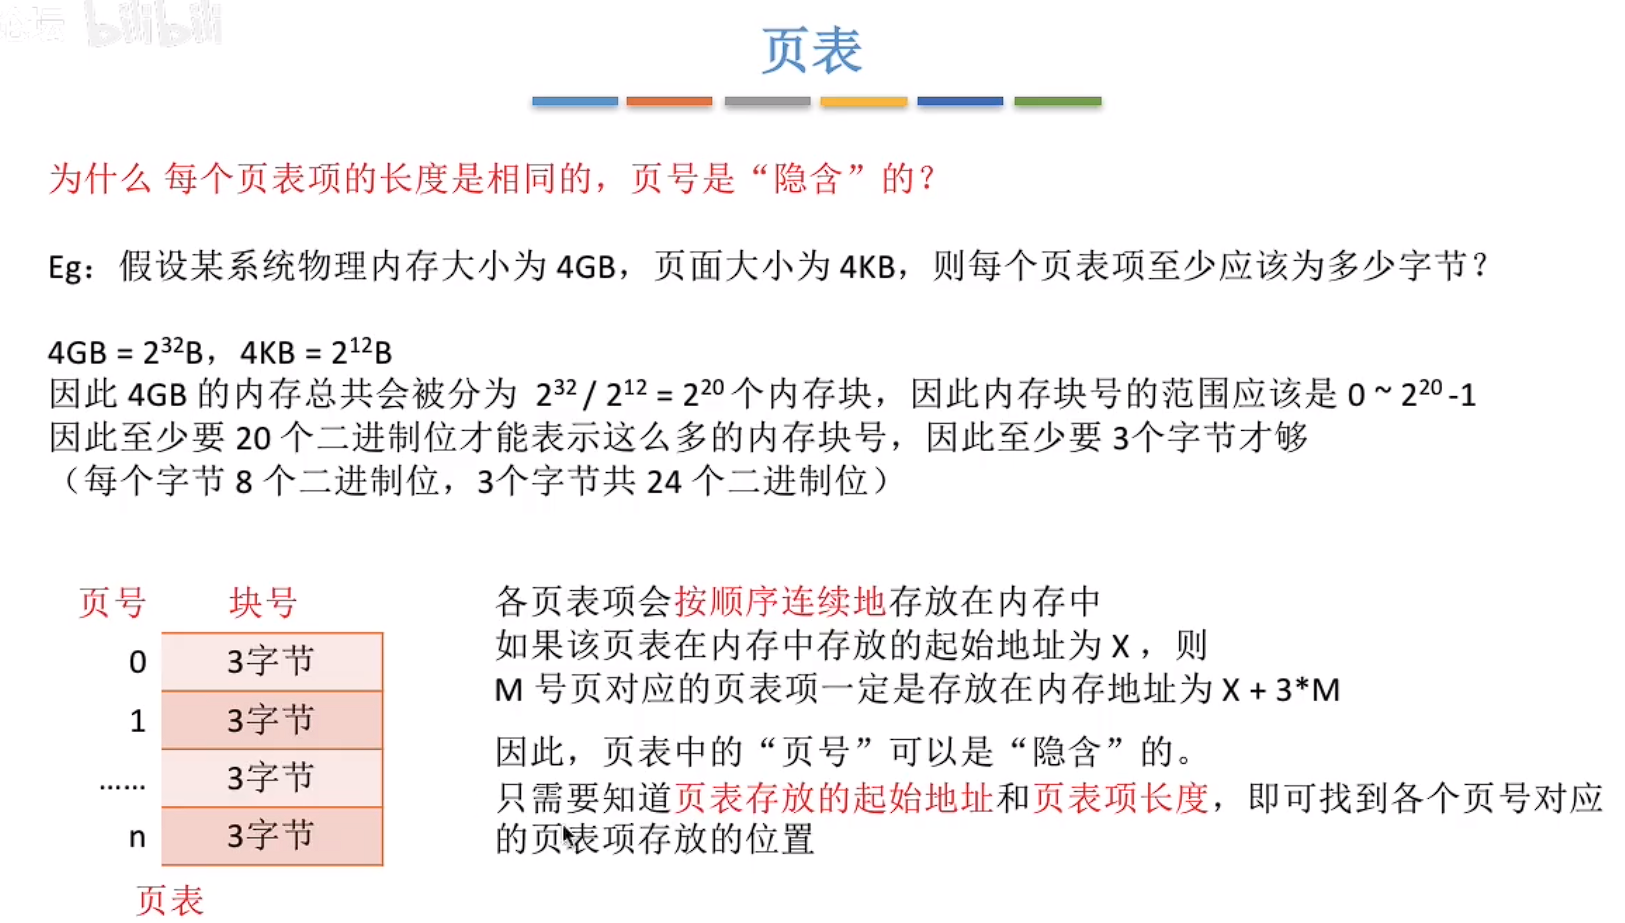 bilibili
页表
为什么 每个页表项的长度是相同的，页号是“隐含”的？
Eg：假设某系统物理内存大小为 4GB，页面大小为 4KB，则每个页表项至少应该为多少字节？
4GB = 2³²B，4KB = 2¹²B
因此 4GB 的内存总共会被分为 2³² / 2¹² = 2²⁰ 个内存块，因此内存块号的范围应该是 0 ~ 2²⁰ -1
因此至少要 20 个二进制位才能表示这么多的内存块号，因此至少要 3个字节才够
（每个字节 8 个二进制位，3个字节共 24 个二进制位）
页号 块号
0 3字节
1 3字节
…… 3字节
n 3字节
页表
各页表项会按顺序连续地存放在内存中
如果该页表在内存中存放的起始地址为 X ，则
M 号页对应的页表项一定是存放在内存地址为 X + 3*M
因此，页表中的“页号”可以是“隐含”的。
只需要知道页表存放的起始地址和页表项长度，即可找到各个页号对应
的页表项存放的位置